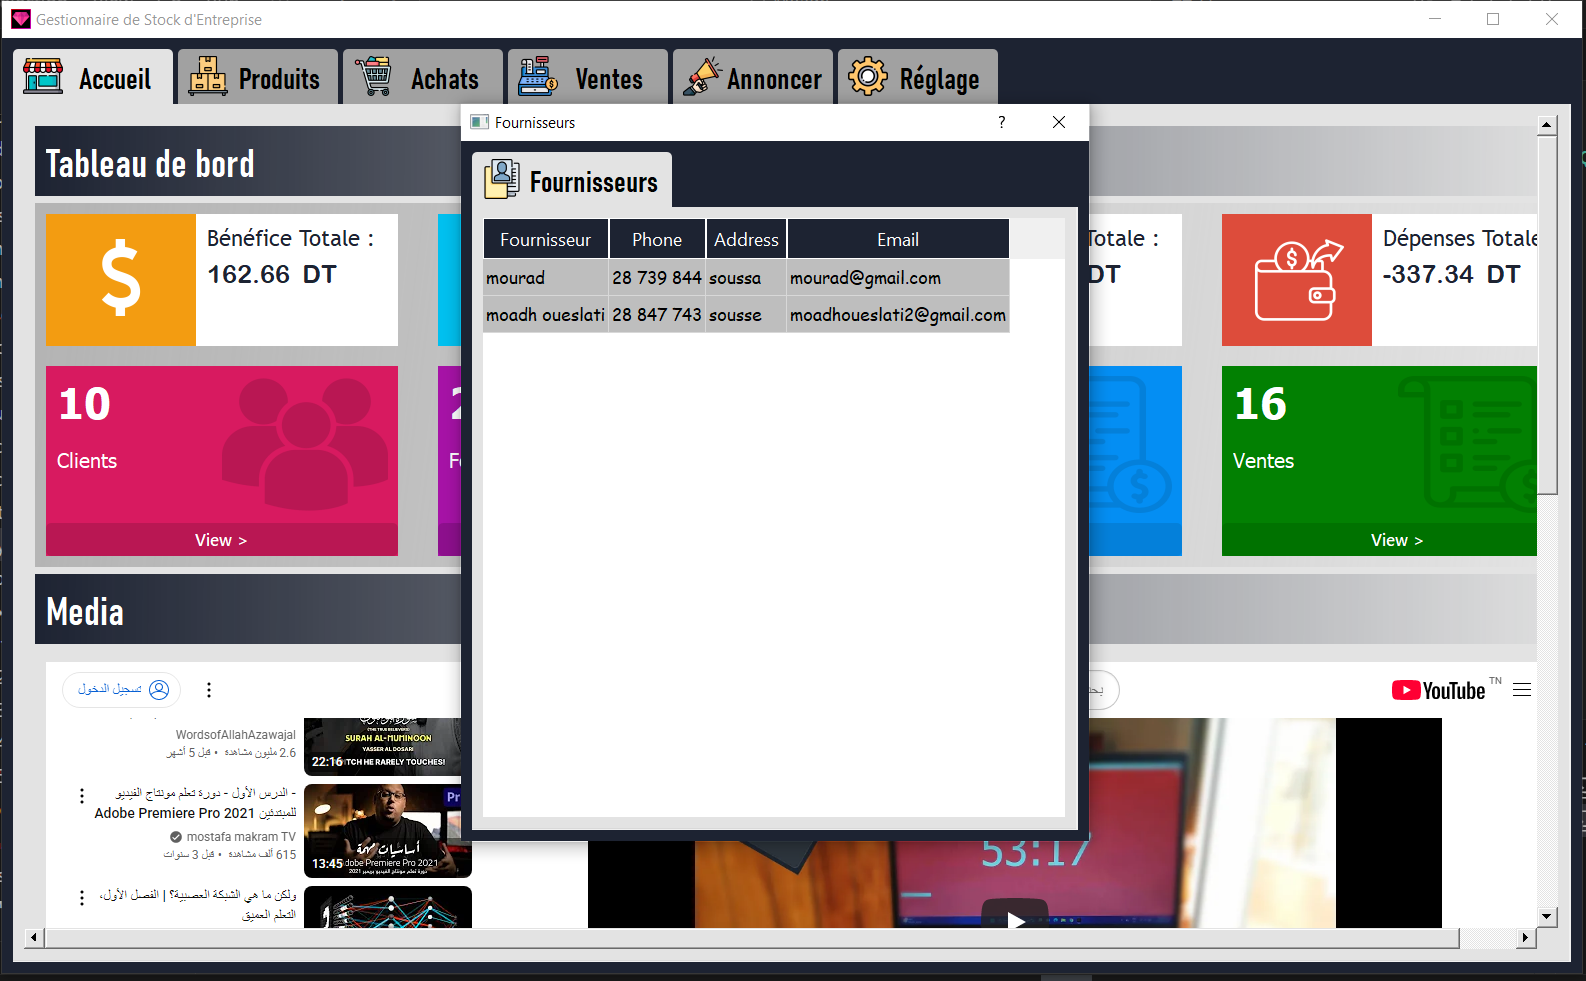 Gestionnaire de Stock d'Entreprise
Accueil
Produits
Achats
Ventes
Annoncer
Réglage
Fournisseurs
?
Fournisseurs
Fournisseur Phone Address Email
mourad 28 739 844 soussa mourad@gmail.com
moadh oueslati 28 847 743 sousse moadhoueslati2@gmail.com
Tableau de bord
Bénéfice Totale :
162.66 DT
Totale :
DT
Dépenses Totale
-337.34 DT
10
Clients
View >
16
Ventes
View >
Media
تسجيل الدخول
YouTube TN
WordsofAllahAzawajal
2.6 مليون مشاهدة • قبل 5 أشهر
SURAH AL-MUMINOON
YASSER AL DOSARI
22:16
TCH HE RARELY TOUCHES!
الدرس الأول - دورة تعلم مونتاج الفيديو -
للمبتدئين Adobe Premiere Pro 2021
mostafa makram TV
615 ألف مشاهدة • قبل 3 سنوات
Pr
أساسيات مهمة
13:45
dobe Premiere Pro 2021
ولكن ما هي الشبكة العصبية؟ | الفصل الأول،
التعلم العميق
53:17